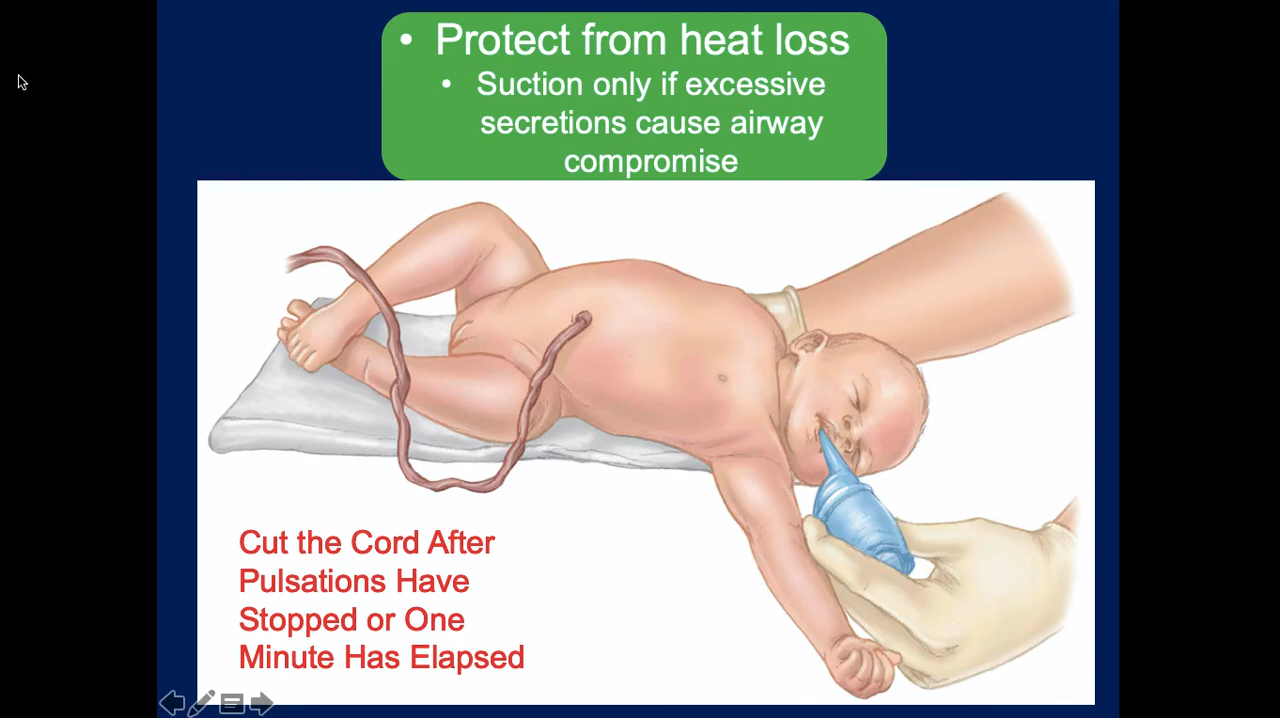 • Protect from heat loss
• Suction only if excessive
secretions cause airway
compromise
Cut the Cord After
Pulsations Have
Stopped or One
Minute Has Elapsed